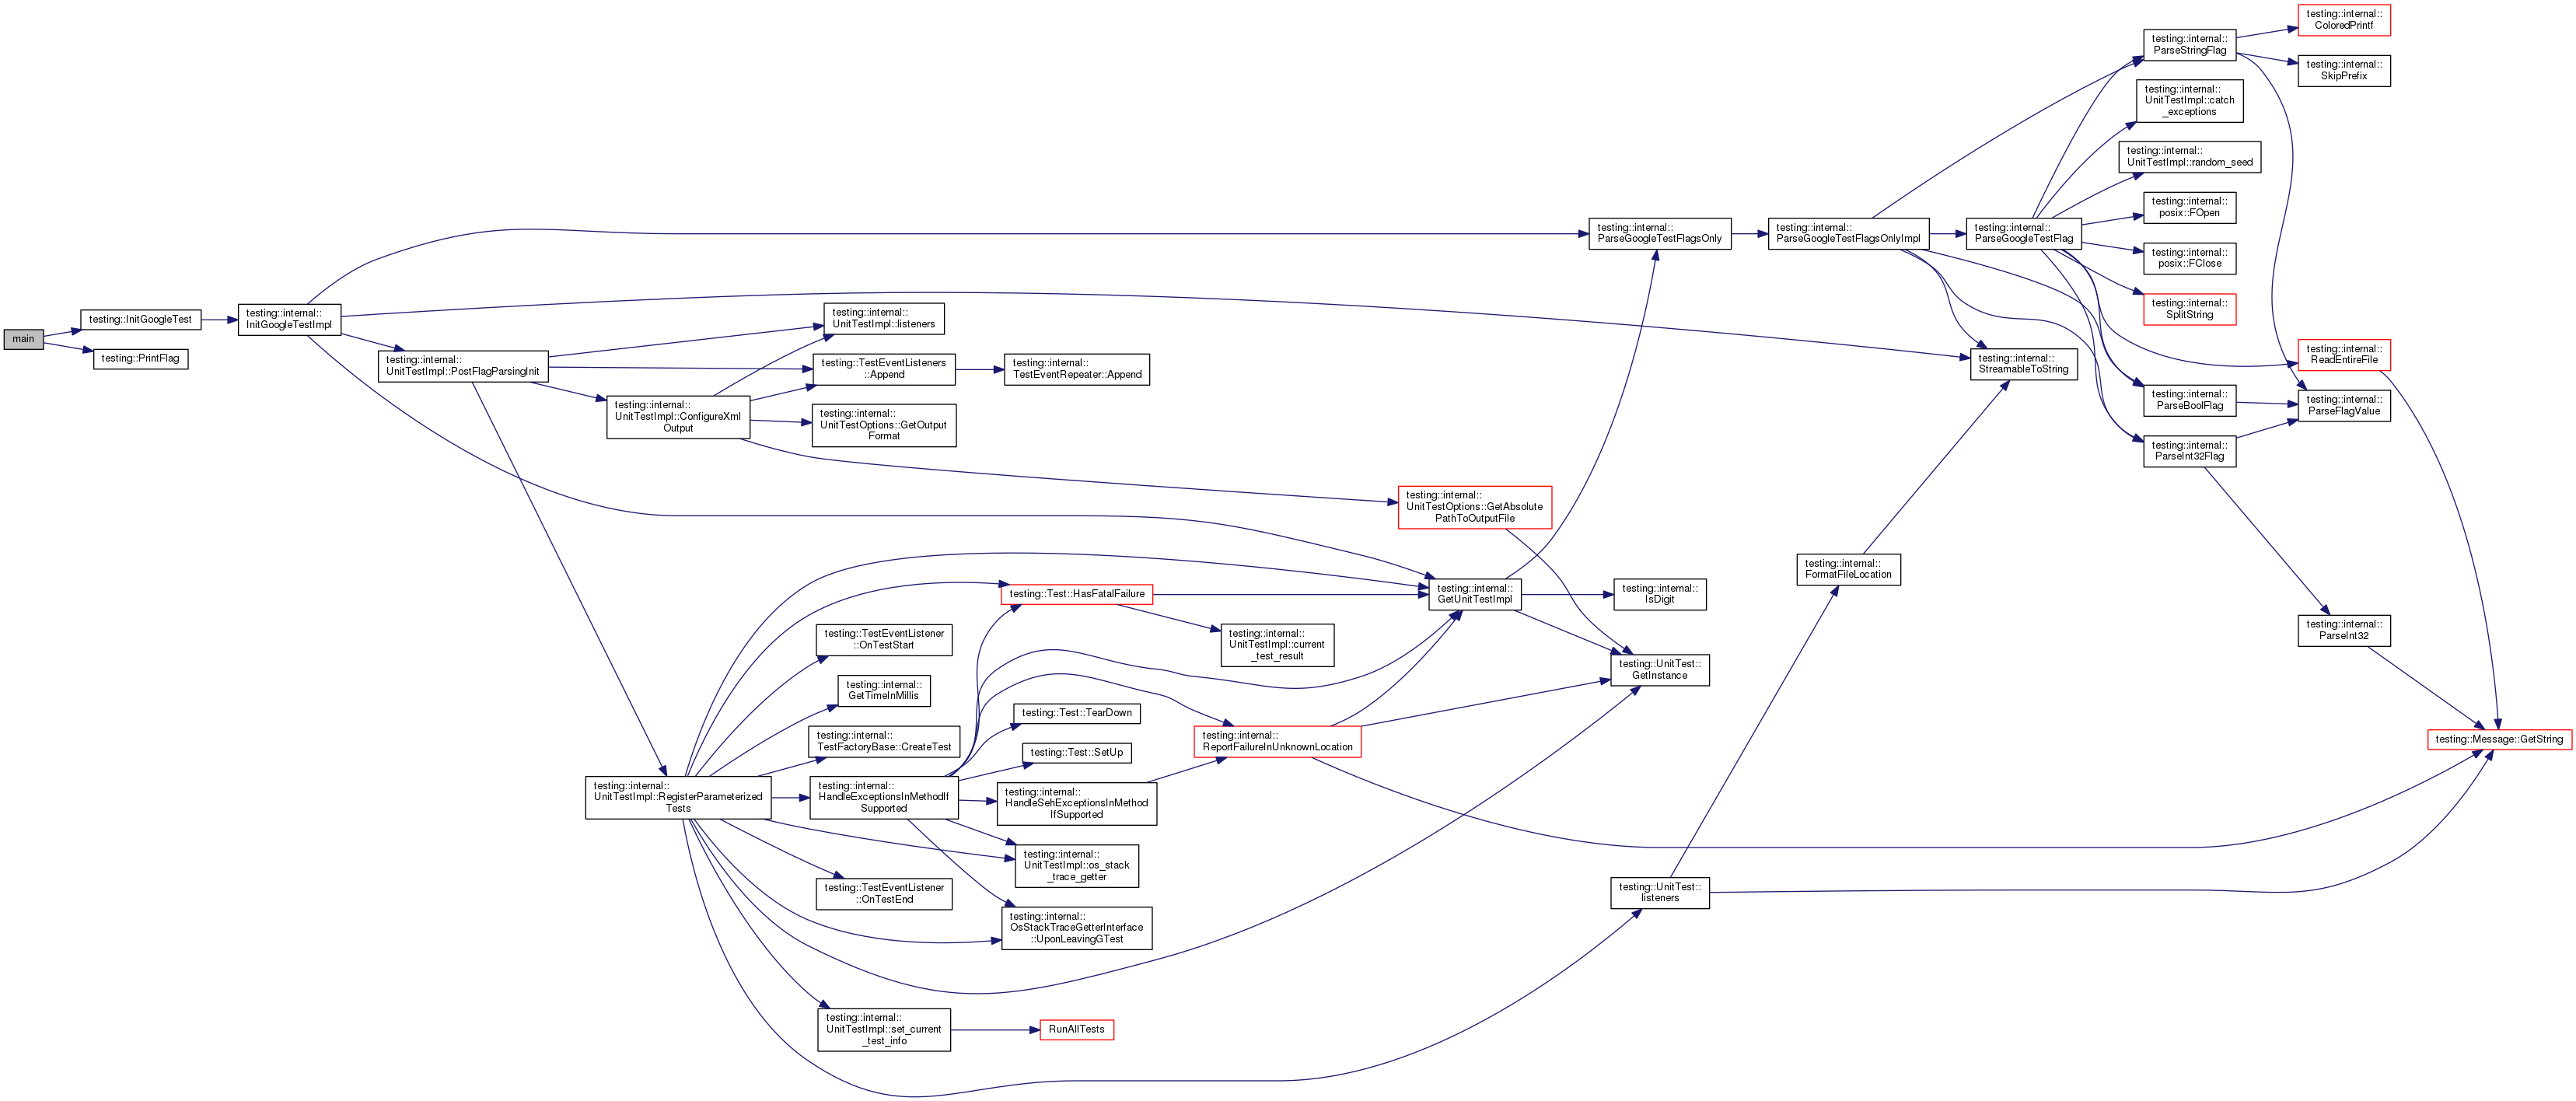 main
testing::InitGoogleTest
testing::PrintFlag
testing::internal::
InitGoogleTestImpl
testing::internal::
UnitTestImpl::PostFlagParsingInit
testing::internal::
UnitTestImpl::listeners
testing::TestEventListeners
::Append
testing::internal::
TestEventRepeater::Append
testing::internal::
UnitTestImpl::ConfigureXml
Output
testing::internal::
UnitTestOptions::GetOutput
Format
testing::internal::
UnitTestOptions::GetAbsolute
PathToOutputFile
testing::internal::
UnitTestImpl::RegisterParameterized
Tests
testing::Test::HasFatalFailure
testing::TestEventListener
::OnTestStart
testing::internal::
UnitTestImpl::current
_test_result
testing::internal::
GetTimeInMillis
testing::internal::
TestFactoryBase::CreateTest
testing::internal::
HandleExceptionsInMethodIf
Supported
testing::Test::TearDown
testing::Test::SetUp
testing::internal::
HandleSehExceptionsInMethod
IfSupported
testing::internal::
ReportFailureInUnknownLocation
testing::internal::
UnitTestImpl::os_stack
_trace_getter
testing::TestEventListener
::OnTestEnd
testing::internal::
OsStackTraceGetterInterface
::UponLeavingGTest
testing::internal::
UnitTestImpl::set_current
_test_info
RunAllTests
testing::internal::
GetUnitTestImpl
testing::internal::
IsDigit
testing::UnitTest::
GetInstance
testing::UnitTest::
listeners
testing::internal::
FormatFileLocation
testing::internal::
ParseGoogleTestFlagsOnly
testing::internal::
ParseGoogleTestFlagsOnlyImpl
testing::internal::
ParseGoogleTestFlag
testing::internal::
StreamableToString
testing::internal::
ParseStringFlag
testing::internal::
UnitTestImpl::catch
_exceptions
testing::internal::
UnitTestImpl::random_seed
testing::internal::
posix::FOpen
testing::internal::
posix::FClose
testing::internal::
SplitString
testing::internal::
ParseBoolFlag
testing::internal::
ParseInt32Flag
testing::internal::
ColoredPrintf
testing::internal::
SkipPrefix
testing::internal::
ReadEntireFile
testing::internal::
ParseFlagValue
testing::internal::
ParseInt32
testing::Message::GetString